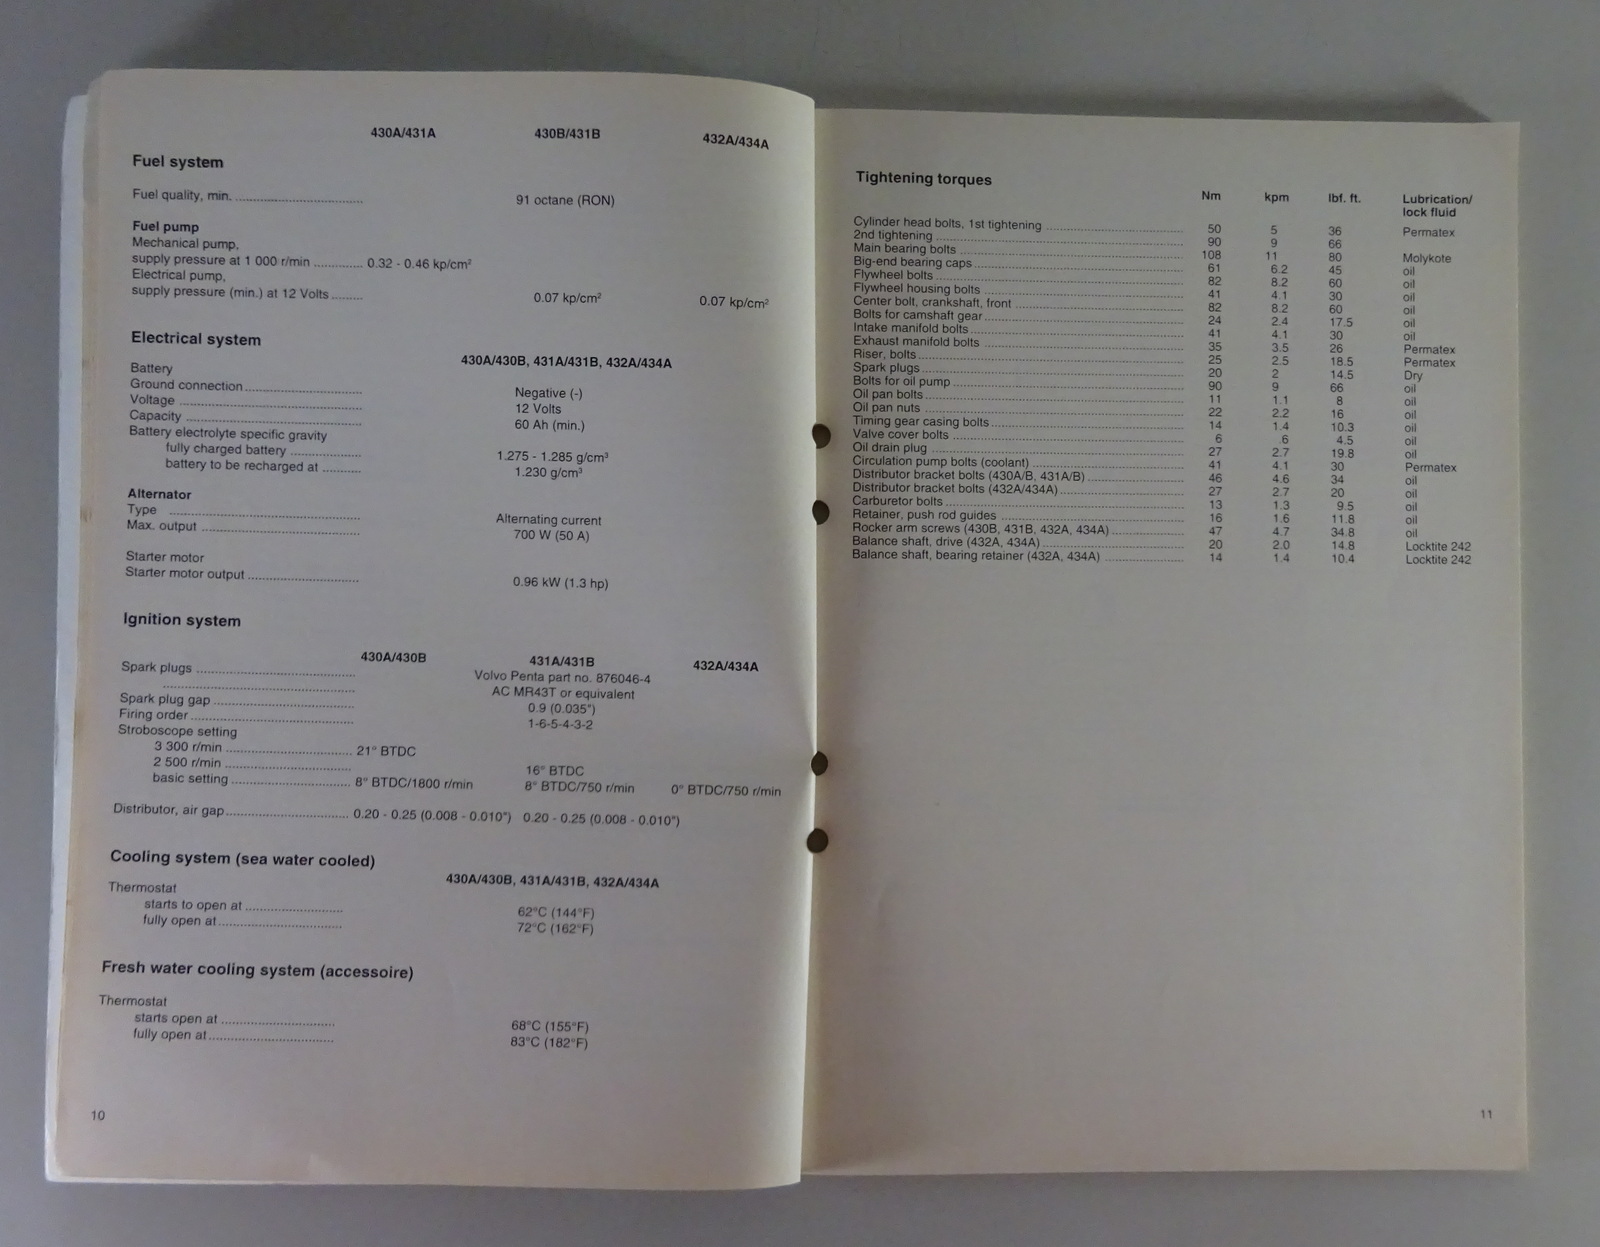 430A/431A 430B/431B 432A/434A
Fuel system
Fuel quality, min. ........ 91 octane (RON)
Fuel pump
Mechanical pump,
supply pressure at 1 000 r/min ........ 0.32 - 0.46 kp/cm²
Electrical pump,
supply pressure (min.) at 12 Volts ........ 0.07 kp/cm² 0.07 kp/cm²
Electrical system
430A/430B, 431A/431B, 432A/434A
Battery
Ground connection ........ Negative (-)
Voltage ........ 12 Volts
Capacity ........ 60 Ah (min.)
Battery electrolyte specific gravity
fully charged battery ........ 1.275 - 1.285 g/cm³
battery to be recharged at ........ 1.230 g/cm³
Alternator
Type ........ Alternating current
Max. output ........ 700 W (50 A)
Starter motor
Starter motor output ........ 0.96 kW (1.3 hp)
Ignition system
430A/430B 431A/431B 432A/434A
Spark plugs ........ Volvo Penta part no. 876046-4
........ AC MR43T or equivalent
Spark plug gap ........ 0.9 (0.035")
Firing order ........ 1-6-5-4-3-2
Stroboscope setting
3 300 r/min ........ 21° BTDC
2 500 r/min ........ 16° BTDC
basic setting ........ 8° BTDC/1800 r/min 8° BTDC/750 r/min 0° BTDC/750 r/min
Distributor, air gap ........ 0.20 - 0.25 (0.008 - 0.010") 0.20 - 0.25 (0.008 - 0.010")
Cooling system (sea water cooled)
430A/430B, 431A/431B, 432A/434A
Thermostat
starts to open at ........ 62°C (144°F)
fully open at ........ 72°C (162°F)
Fresh water cooling system (accessoire)
Thermostat
starts open at ........ 68°C (155°F)
fully open at ........ 83°C (182°F)
10
Tightening torques
Nm kpm lbf. ft. Lubrication/
lock fluid
Cylinder head bolts, 1st tightening ........ 50 5 36 Permatex
2nd tightening ........ 90 9 66
Main bearing bolts ........ 108 11 80 Molykote
Big-end bearing caps ........ 61 6.2 45 oil
Flywheel bolts ........ 82 8.2 60 oil
Flywheel housing bolts ........ 41 4.1 30 oil
Center bolt, crankshaft, front ........ 82 8.2 60 oil
Bolts for camshaft gear ........ 24 2.4 17.5 oil
Intake manifold bolts ........ 41 4.1 30 oil
Exhaust manifold bolts ........ 35 3.5 26 Permatex
Riser, bolts ........ 25 2.5 18.5 Permatex
Spark plugs ........ 20 2 14.5 Dry
Bolts for oil pump ........ 90 9 66 oil
Oil pan bolts ........ 11 1.1 8 oil
Oil pan nuts ........ 22 2.2 16 oil
Timing gear casing bolts ........ 14 1.4 10.3 oil
Valve cover bolts ........ 6 .6 4.5 oil
Oil drain plug ........ 27 2.7 19.8 oil
Circulation pump bolts (coolant) ........ 41 4.1 30 Permatex
Distributor bracket bolts (430A/B, 431A/B) ........ 46 4.6 34 oil
Distributor bracket bolts (432A/434A) ........ 27 2.7 20 oil
Carburetor bolts ........ 13 1.3 9.5 oil
Retainer, push rod guides ........ 16 1.6 11.8 oil
Rocker arm screws (430B, 431B, 432A, 434A) ........ 47 4.7 34.8 oil
Balance shaft, drive (432A, 434A) ........ 20 2.0 14.8 Locktite 242
Balance shaft, bearing retainer (432A, 434A) ........ 14 1.4 10.4 Locktite 242
11